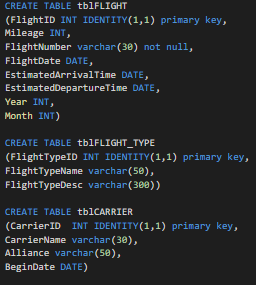 CREATE TABLE tblFLIGHT
(FlightID INT IDENTITY(1,1) primary key,
Mileage INT,
FlightNumber varchar(30) not null,
FlightDate DATE,
EstimatedArrivalTime DATE,
EstimatedDepartureTime DATE,
Year INT,
Month INT)
CREATE TABLE tblFLIGHT_TYPE
(FlightTypeID INT IDENTITY(1,1) primary key,
FlightTypeName varchar(50),
FlightTypeDesc varchar(300))
CREATE TABLE tblCARRIER
(CarrierID  INT IDENTITY(1,1) primary key,
CarrierName varchar(30),
Alliance varchar(50),
BeginDate DATE)